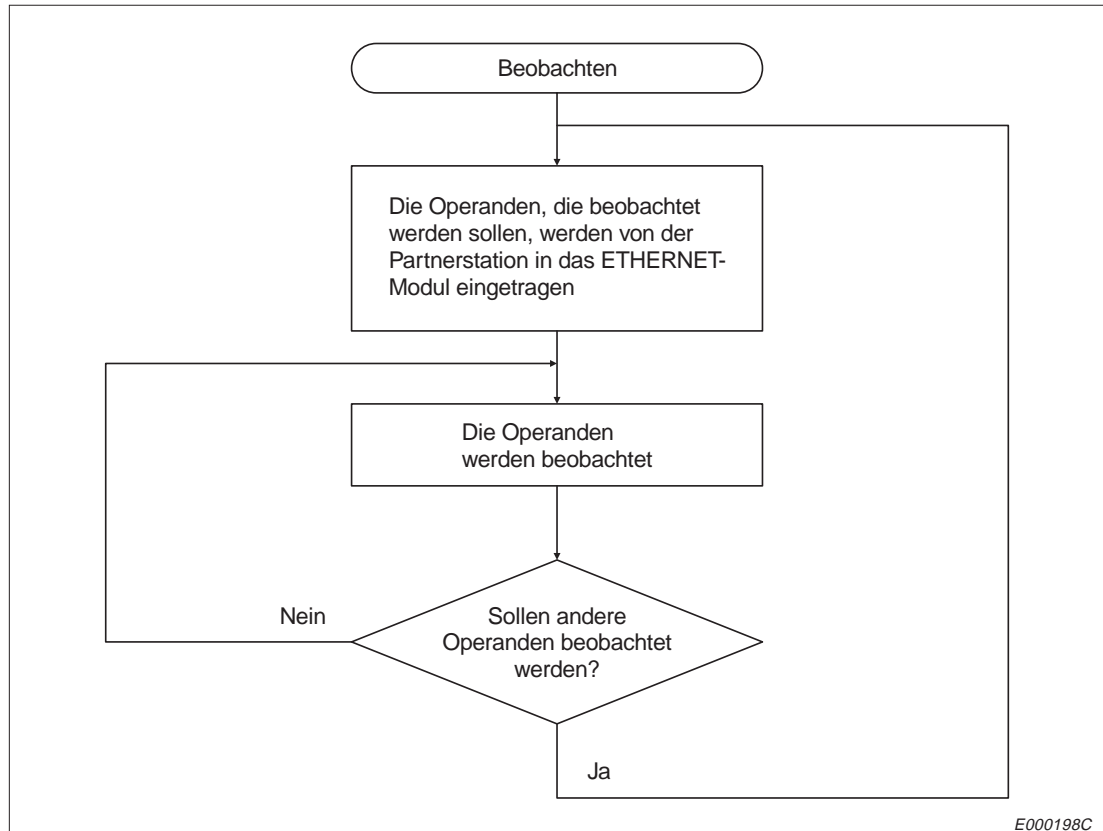 Beobachten
Die Operanden, die beobachtet
werden sollen, werden von der
Partnerstation in das ETHERNET-
Modul eingetragen
Die Operanden
werden beobachtet
Nein
Sollen andere
Operanden beobachtet
werden?
Ja
E000198C